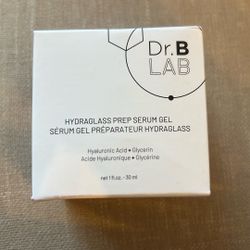 Dr.B
LAB
HYDRAGLASS PREP SERUM GEL
SÉRUM GEL PRÉPARATEUR HYDRAGLASS
Hyaluronic Acid • Glycerin
Acide Hyaluronique • Glycérine
net 1 fl oz. - 30 ml